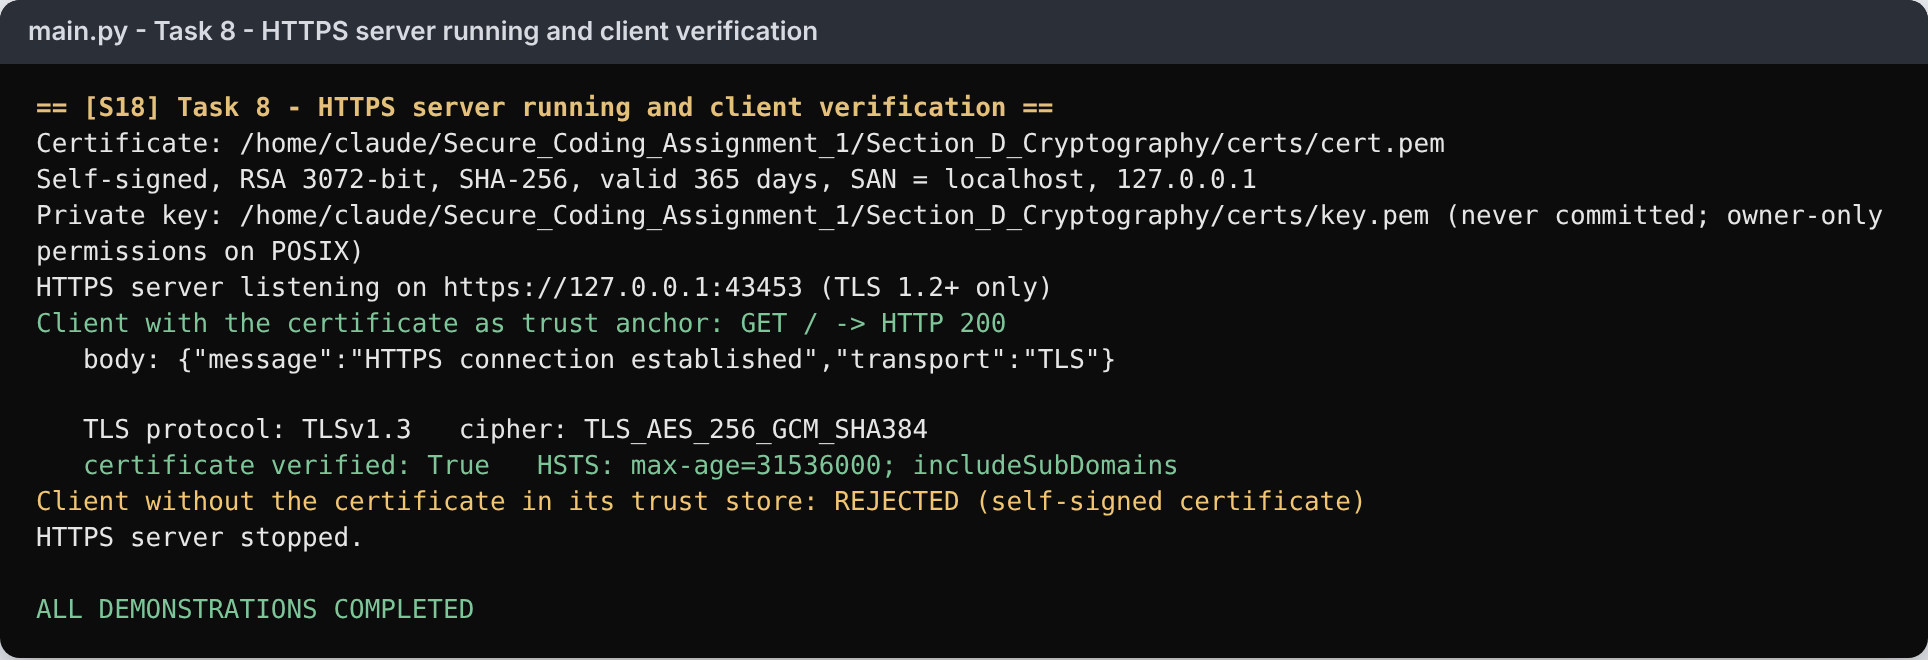 main.py - Task 8 - HTTPS server running and client verification
== [S18] Task 8 - HTTPS server running and client verification ==
Certificate: /home/claude/Secure_Coding_Assignment_1/Section_D_Cryptography/certs/cert.pem
Self-signed, RSA 3072-bit, SHA-256, valid 365 days, SAN = localhost, 127.0.0.1
Private key: /home/claude/Secure_Coding_Assignment_1/Section_D_Cryptography/certs/key.pem (never committed; owner-only
permissions on POSIX)
HTTPS server listening on https://127.0.0.1:43453 (TLS 1.2+ only)
Client with the certificate as trust anchor: GET / -> HTTP 200
   body: {"message":"HTTPS connection established","transport":"TLS"}
   TLS protocol: TLSv1.3   cipher: TLS_AES_256_GCM_SHA384
   certificate verified: True   HSTS: max-age=31536000; includeSubDomains
Client without the certificate in its trust store: REJECTED (self-signed certificate)
HTTPS server stopped.
ALL DEMONSTRATIONS COMPLETED